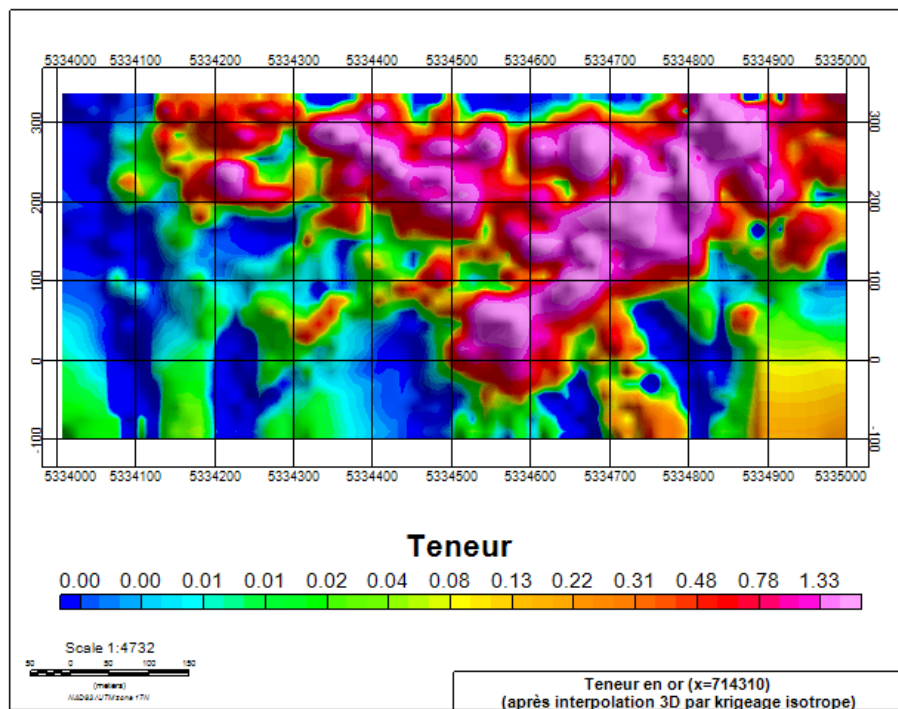 5334000 5334100 5334200 5334300 5334400 5334500 5334600 5334700 5334800 5334900 5335000
300 300
200 200
100 100
0 0
-100 -100
5334000 5334100 5334200 5334300 5334400 5334500 5334600 5334700 5334800 5334900 5335000
Teneur
0.00 0.00 0.01 0.01 0.02 0.04 0.08 0.13 0.22 0.31 0.48 0.78 1.33
Scale 1:4732
50 0 50 100 150
(meters)
NAD83 / UTM zone 17N
Teneur en or (x=714310)
(après interpolation 3D par krigeage isotrope)